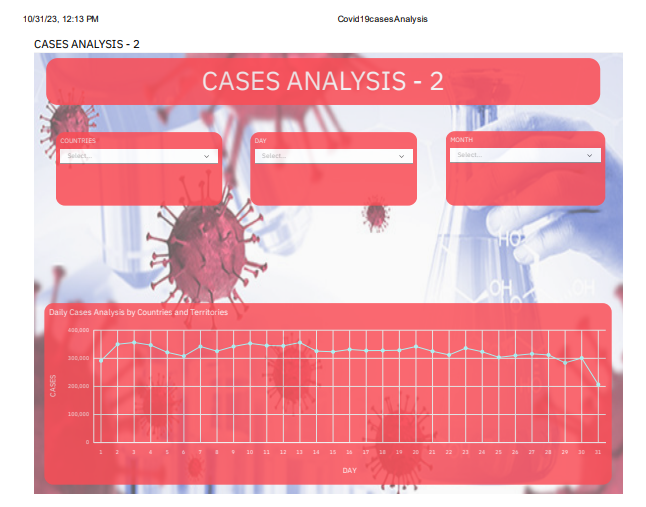 10/31/23, 12:13 PM Covid19casesAnalysis
CASES ANALYSIS - 2
CASES ANALYSIS - 2
COUNTRIES DAY MONTH
Select... Select... Select...
HO
OH OH
O
Daily Cases Analysis by Countries and Territories
400,000
300,000
200,000
100,000
0
CASES
1 2 3 4 5 6 7 8 9 10 11 12 13 14 15 16 17 18 19 20 21 22 23 24 25 26 27 28 29 30 31
DAY